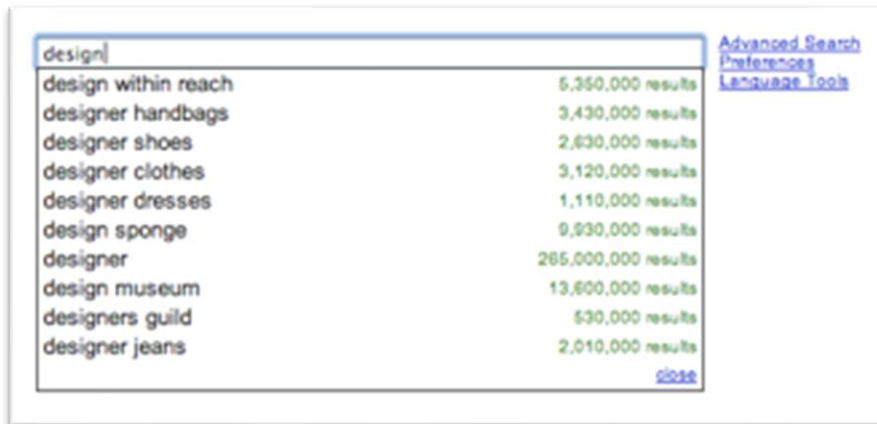 design
Advanced Search
Preferences
Language Tools
design within reach 5,350,000 results
designer handbags 3,430,000 results
designer shoes 2,630,000 results
designer clothes 3,120,000 results
designer dresses 1,110,000 results
design sponge 9,930,000 results
designer 265,000,000 results
design museum 13,600,000 results
designers guild 530,000 results
designer jeans 2,010,000 results
close